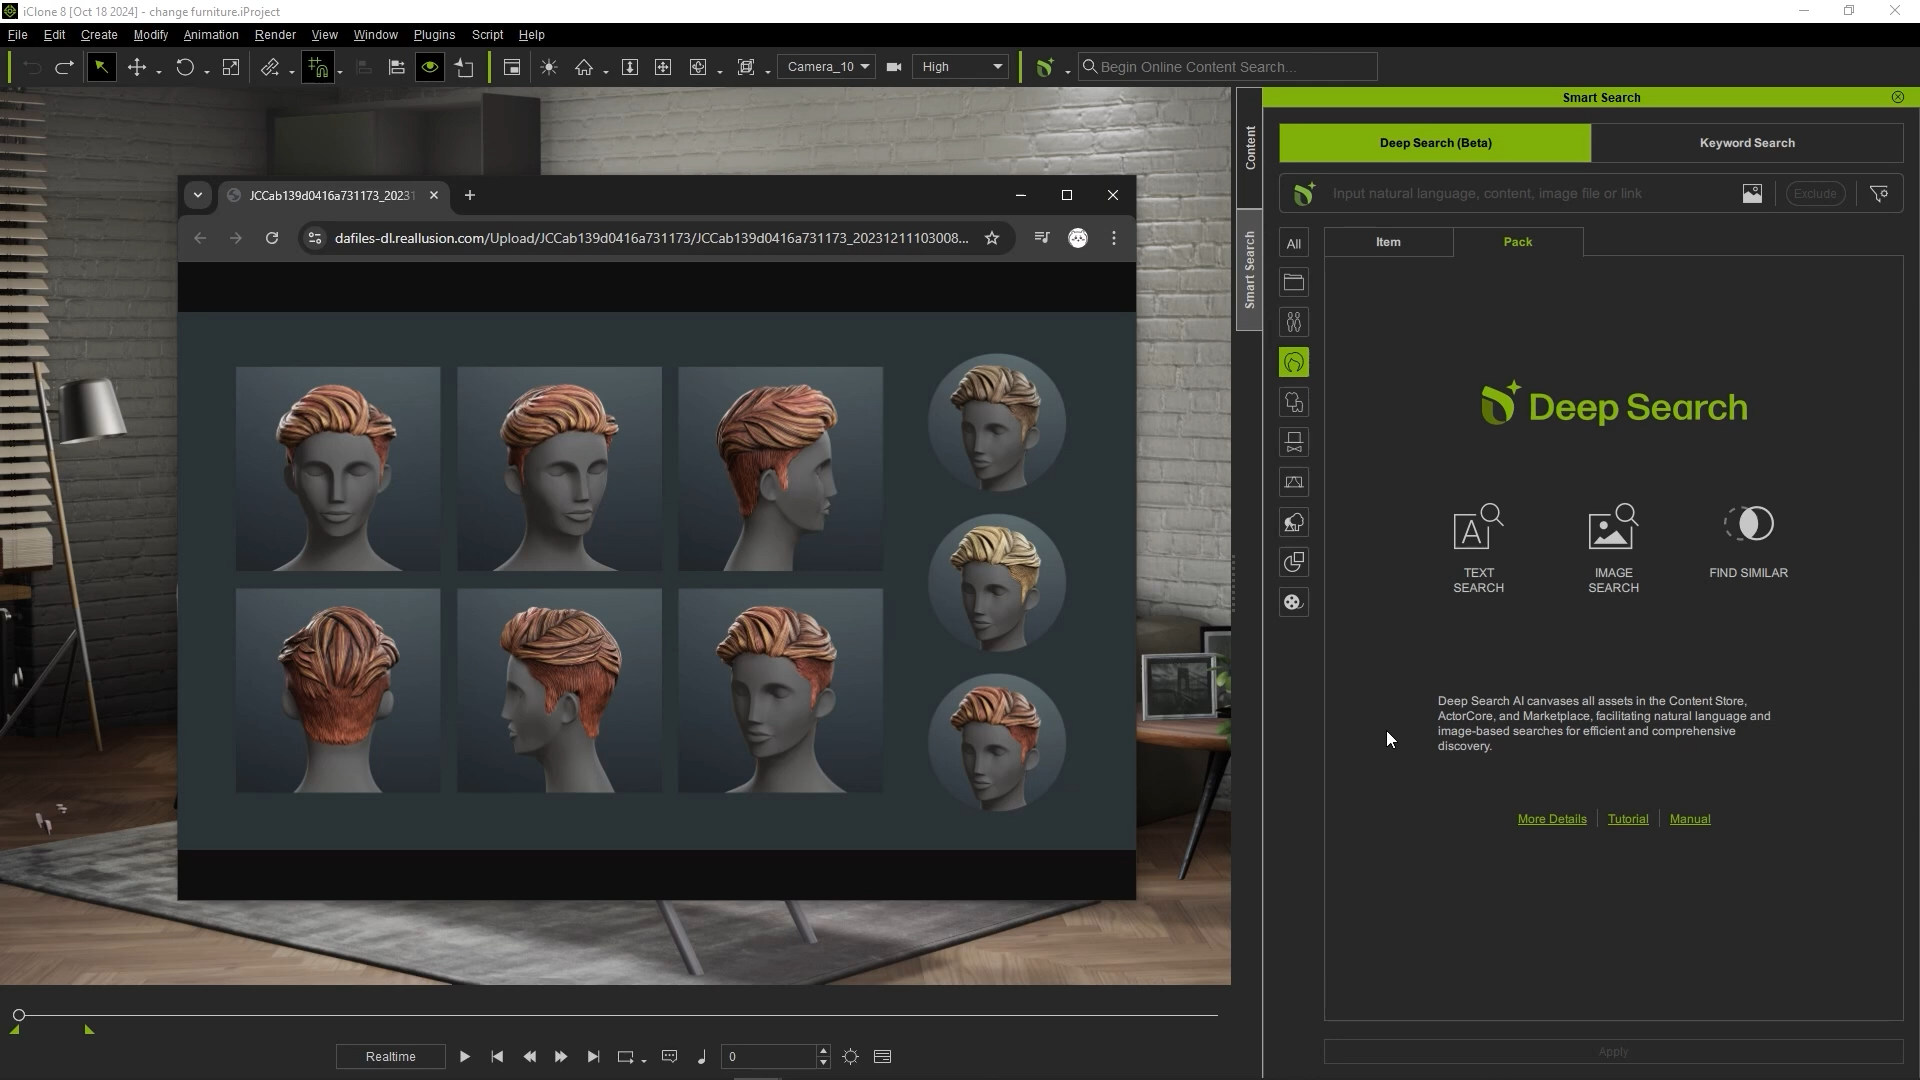 iClone 8 [Oct 18 2024] - change furniture.iProject
File Edit Create Modify Animation Render View Window Plugins Script Help
Camera_10 High Begin Online Content Search...
Smart Search
Content
Smart Search
Deep Search (Beta) Keyword Search
Input natural language, content, image file or link Exclude
All Item Pack
JCCab139d0416a731173_20231
dafiles-dl.reallusion.com/Upload/JCCab139d0416a731173/JCCab139d0416a731173_20231211103008...
Deep Search
A
TEXT
SEARCH
IMAGE
SEARCH
FIND SIMILAR
Deep Search AI canvases all assets in the Content Store,
ActorCore, and Marketplace, facilitating natural language and
image-based searches for efficient and comprehensive
discovery.
More Details Tutorial Manual
Realtime 0
Apply